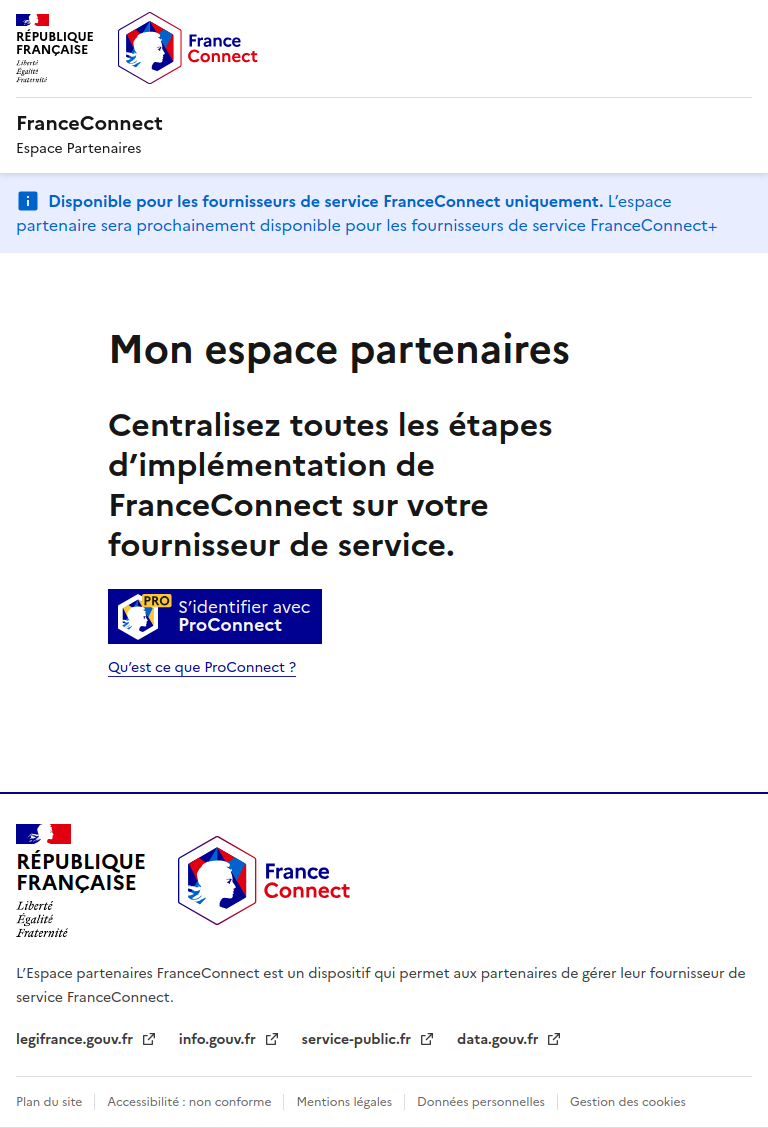 RÉPUBLIQUE
FRANÇAISE
Liberté
Égalité
Fraternité
France
Connect
FranceConnect
Espace Partenaires
Disponible pour les fournisseurs de service FranceConnect uniquement. L’espace
partenaire sera prochainement disponible pour les fournisseurs de service FranceConnect+
Mon espace partenaires
Centralisez toutes les étapes
d’implémentation de
FranceConnect sur votre
fournisseur de service.
PRO
S’identifier avec
ProConnect
Qu’est ce que ProConnect ?
RÉPUBLIQUE
FRANÇAISE
Liberté
Égalité
Fraternité
France
Connect
L’Espace partenaires FranceConnect est un dispositif qui permet aux partenaires de gérer leur fournisseur de
service FranceConnect.
legifrance.gouv.fr info.gouv.fr service-public.fr data.gouv.fr
Plan du site Accessibilité : non conforme Mentions légales Données personnelles Gestion des cookies